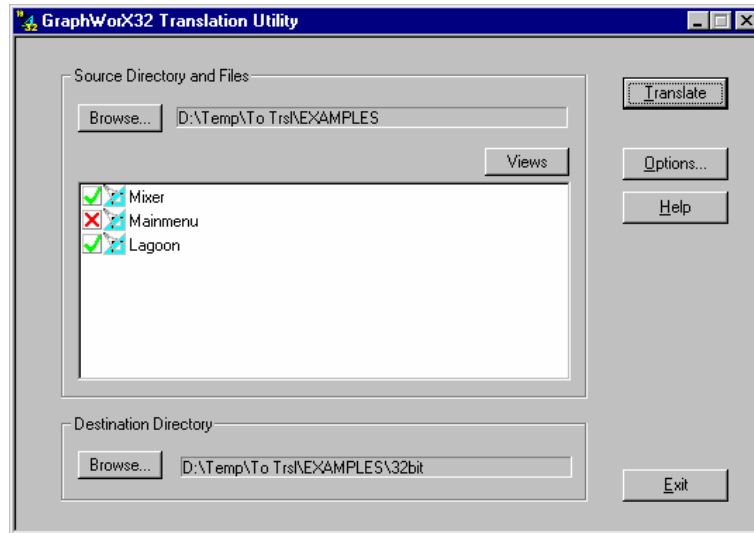 GraphWorX32 Translation Utility
Source Directory and Files
Browse... D:\Temp\To Trsl\EXAMPLES
Translate
Views
Options...
Help
Mixer
Mainmenu
Lagoon
Destination Directory
Browse... D:\Temp\To Trsl\EXAMPLES\32bit
Exit